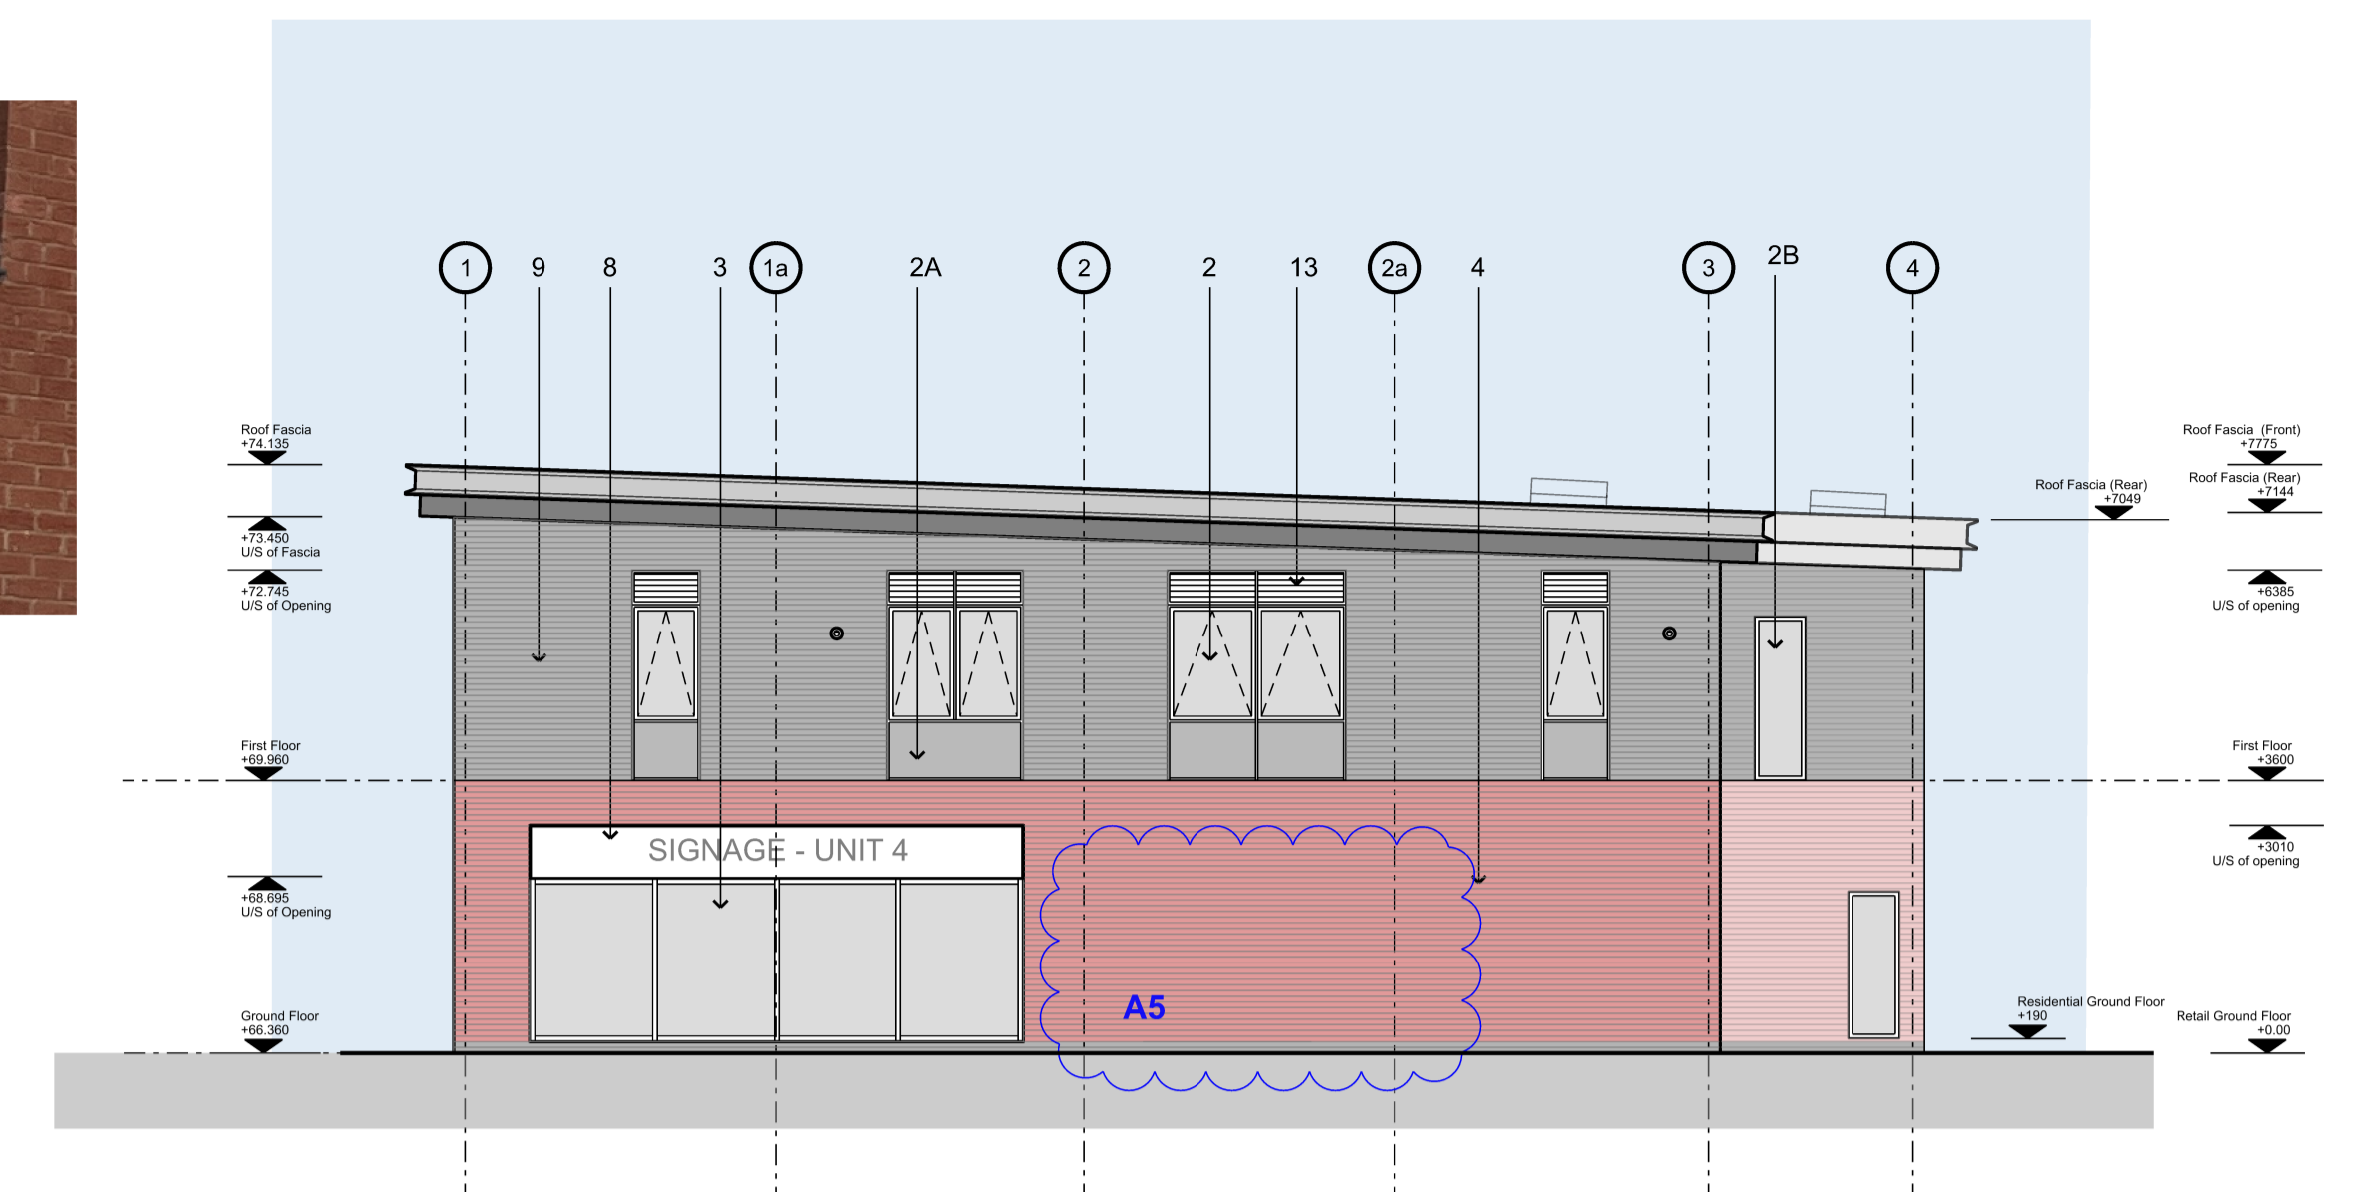 1
9
8
3
1a
2A
2
2
13
2a
4
3
2B
4
Roof Fascia
+74.135
+73.450
U/S of Fascia
+72.745
U/S of Opening
First Floor
+69.960
+68.695
U/S of Opening
Ground Floor
+66.360
SIGNAGE - UNIT 4
A5
Roof Fascia (Rear)
+7049
Roof Fascia (Front)
+7775
Roof Fascia (Rear)
+7144
+6385
U/S of opening
First Floor
+3600
+3010
U/S of opening
Residential Ground Floor
+190
Retail Ground Floor
+0.00